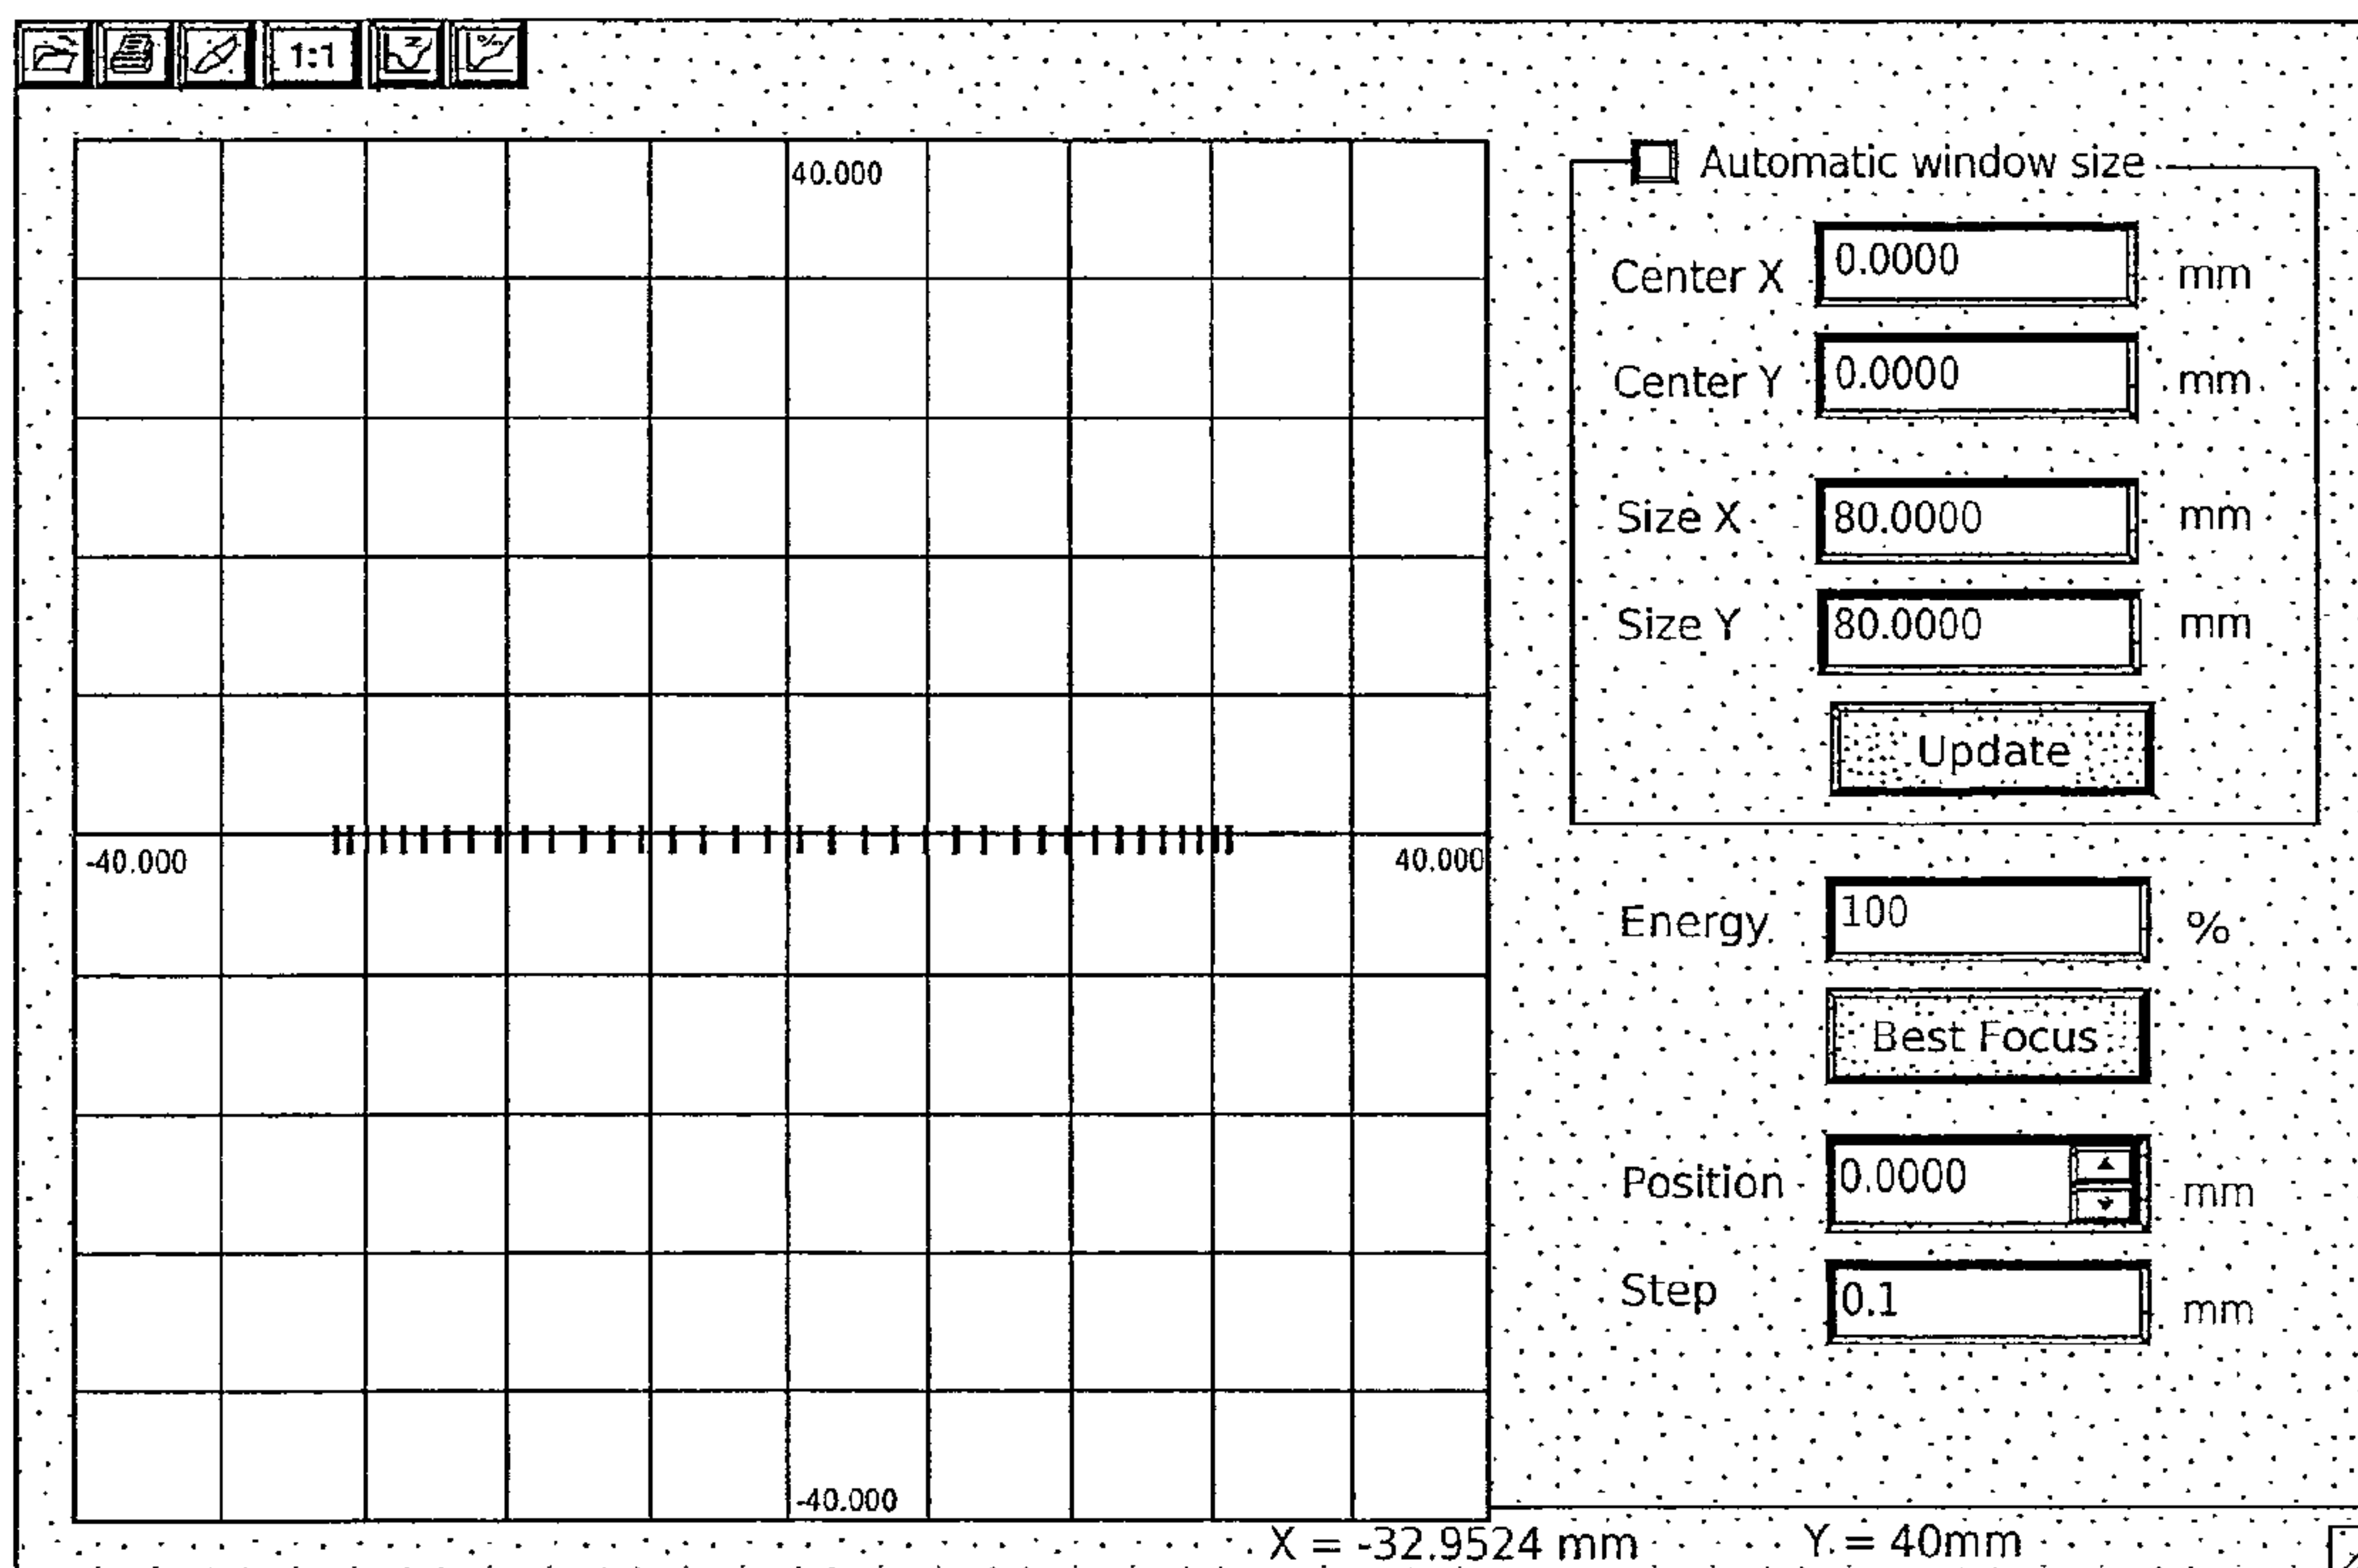 1:1
40.000
-40.000
40.000
-40.000
Automatic window size
Center X 0.0000 mm
Center Y 0.0000 mm
Size X 80.0000 mm
Size Y 80.0000 mm
Update
Energy 100 %
Best Focus
Position 0.0000 mm
Step 0.1 mm
X = -32.9524 mm Y = 40mm